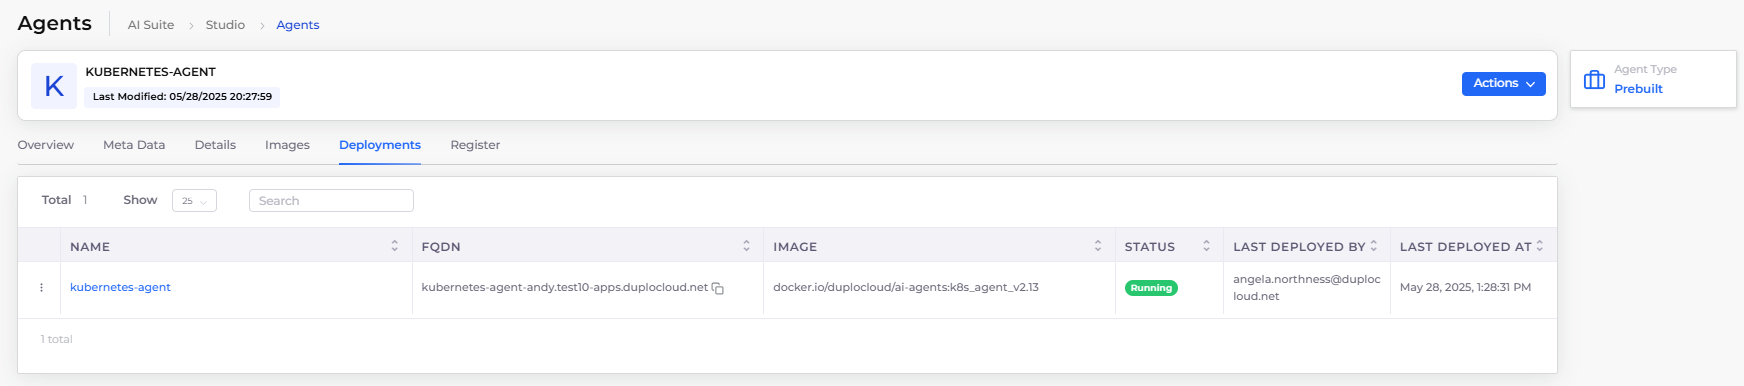 Agents AI Suite Studio Agents
K KUBERNETES-AGENT
Last Modified: 05/28/2025 20:27:59
Actions
Agent Type
Prebuilt
Overview Meta Data Details Images Deployments Register
Total 1 Show 25 Search
NAME FQDN IMAGE STATUS LAST DEPLOYED BY LAST DEPLOYED AT
kubernetes-agent kubernetes-agent-andy.test10-apps.duplocloud.net docker.io/duplocloud/ai-agents:k8s_agent_v2.13 Running angela.northness@duploc May 28, 2025, 1:28:31 PM
loud.net
1 total